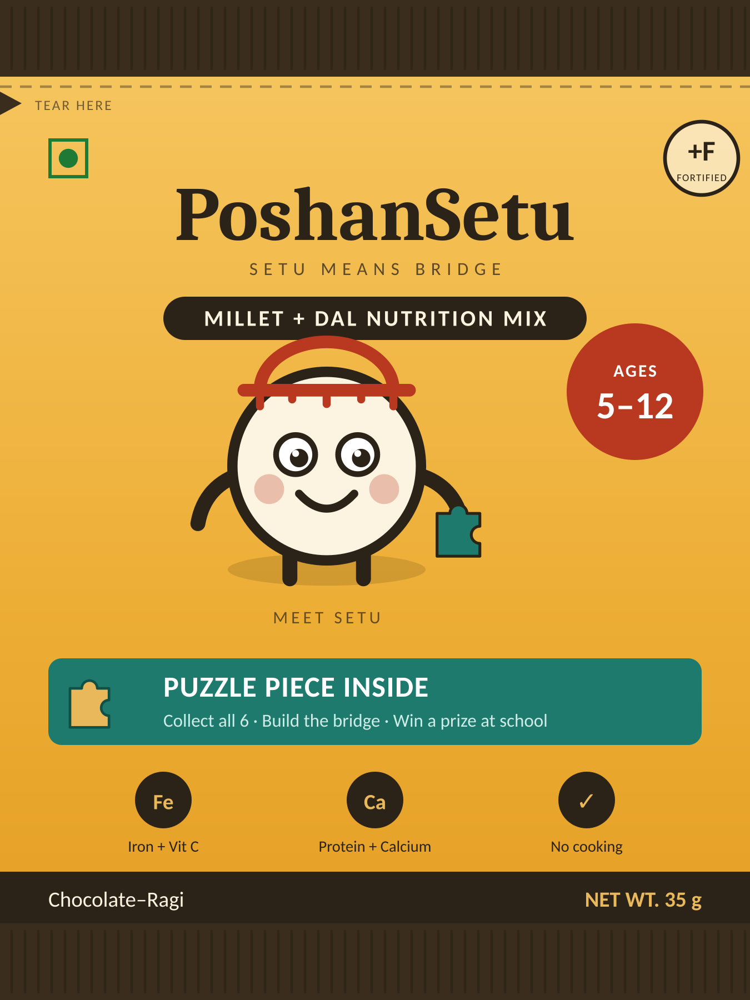 TEAR HERE
+F
FORTIFIED
PoshanSetu
SETU MEANS BRIDGE
MILLET + DAL NUTRITION MIX
AGES
5–12
MEET SETU
PUZZLE PIECE INSIDE
Collect all 6 · Build the bridge · Win a prize at school
Fe
Iron + Vit C
Ca
Protein + Calcium
✓
No cooking
Chocolate–Ragi
NET WT. 35 g